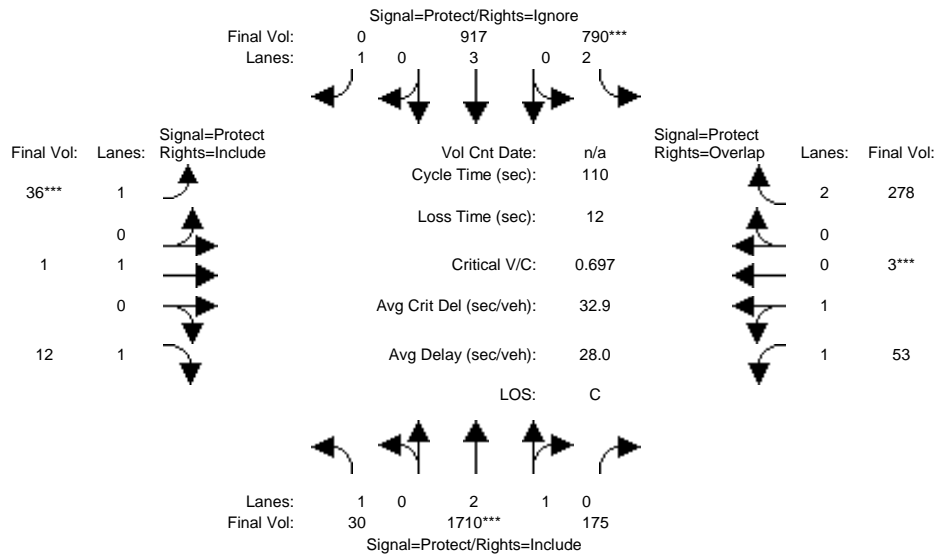 Signal=Protect/Rights=Ignore
Final Vol: 0 917 790***
Lanes: 1 0 3 0 2
Signal=Protect Signal=Protect
Final Vol: Lanes: Rights=Include Vol Cnt Date: n/a Rights=Overlap Lanes: Final Vol:
Cycle Time (sec): 110
36*** 1 2 278
Loss Time (sec): 12
0 0
1 1 Critical V/C: 0.697 0 3***
0 Avg Crit Del (sec/veh): 32.9 1
12 1 Avg Delay (sec/veh): 28.0 1 53
LOS: C
Lanes: 1 0 2 1 0
Final Vol: 30 1710*** 175
Signal=Protect/Rights=Include